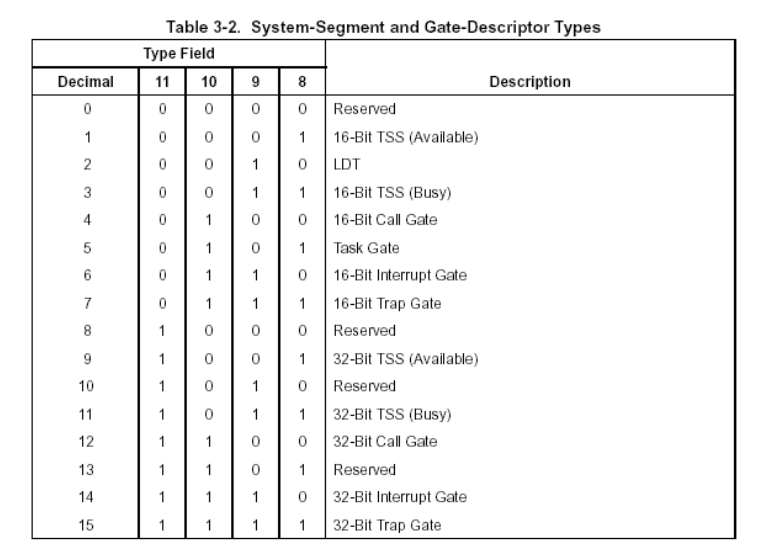 Table 3-2. System-Segment and Gate-Descriptor Types
Type Field
Decimal 11 10 9 8 Description
0 0 0 0 0 Reserved
1 0 0 0 1 16-Bit TSS (Available)
2 0 0 1 0 LDT
3 0 0 1 1 16-Bit TSS (Busy)
4 0 1 0 0 16-Bit Call Gate
5 0 1 0 1 Task Gate
6 0 1 1 0 16-Bit Interrupt Gate
7 0 1 1 1 16-Bit Trap Gate
8 1 0 0 0 Reserved
9 1 0 0 1 32-Bit TSS (Available)
10 1 0 1 0 Reserved
11 1 0 1 1 32-Bit TSS (Busy)
12 1 1 0 0 32-Bit Call Gate
13 1 1 0 1 Reserved
14 1 1 1 0 32-Bit Interrupt Gate
15 1 1 1 1 32-Bit Trap Gate